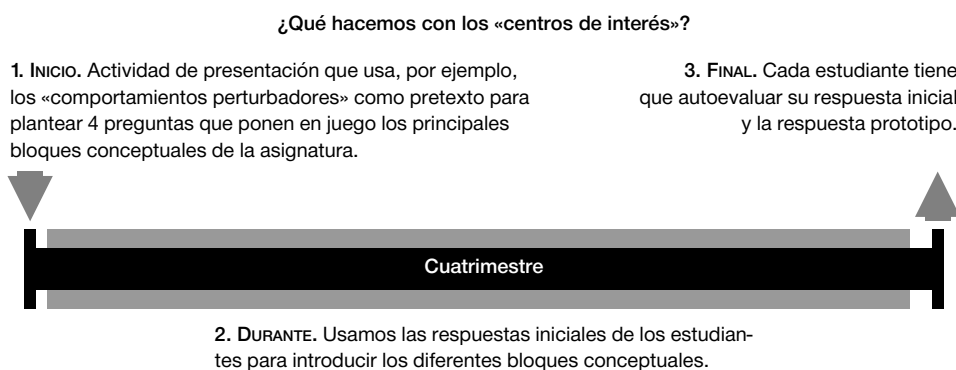 ¿Qué hacemos con los «centros de interés»?
1. Inicio. Actividad de presentación que usa, por ejemplo,
los «comportamientos perturbadores» como pretexto para
plantear 4 preguntas que ponen en juego los principales
bloques conceptuales de la asignatura.
3. Final. Cada estudiante tiene
que autoevaluar su respuesta inicial
y la respuesta prototipo.
Cuatrimestre
2. Durante. Usamos las respuestas iniciales de los estudian-
tes para introducir los diferentes bloques conceptuales.